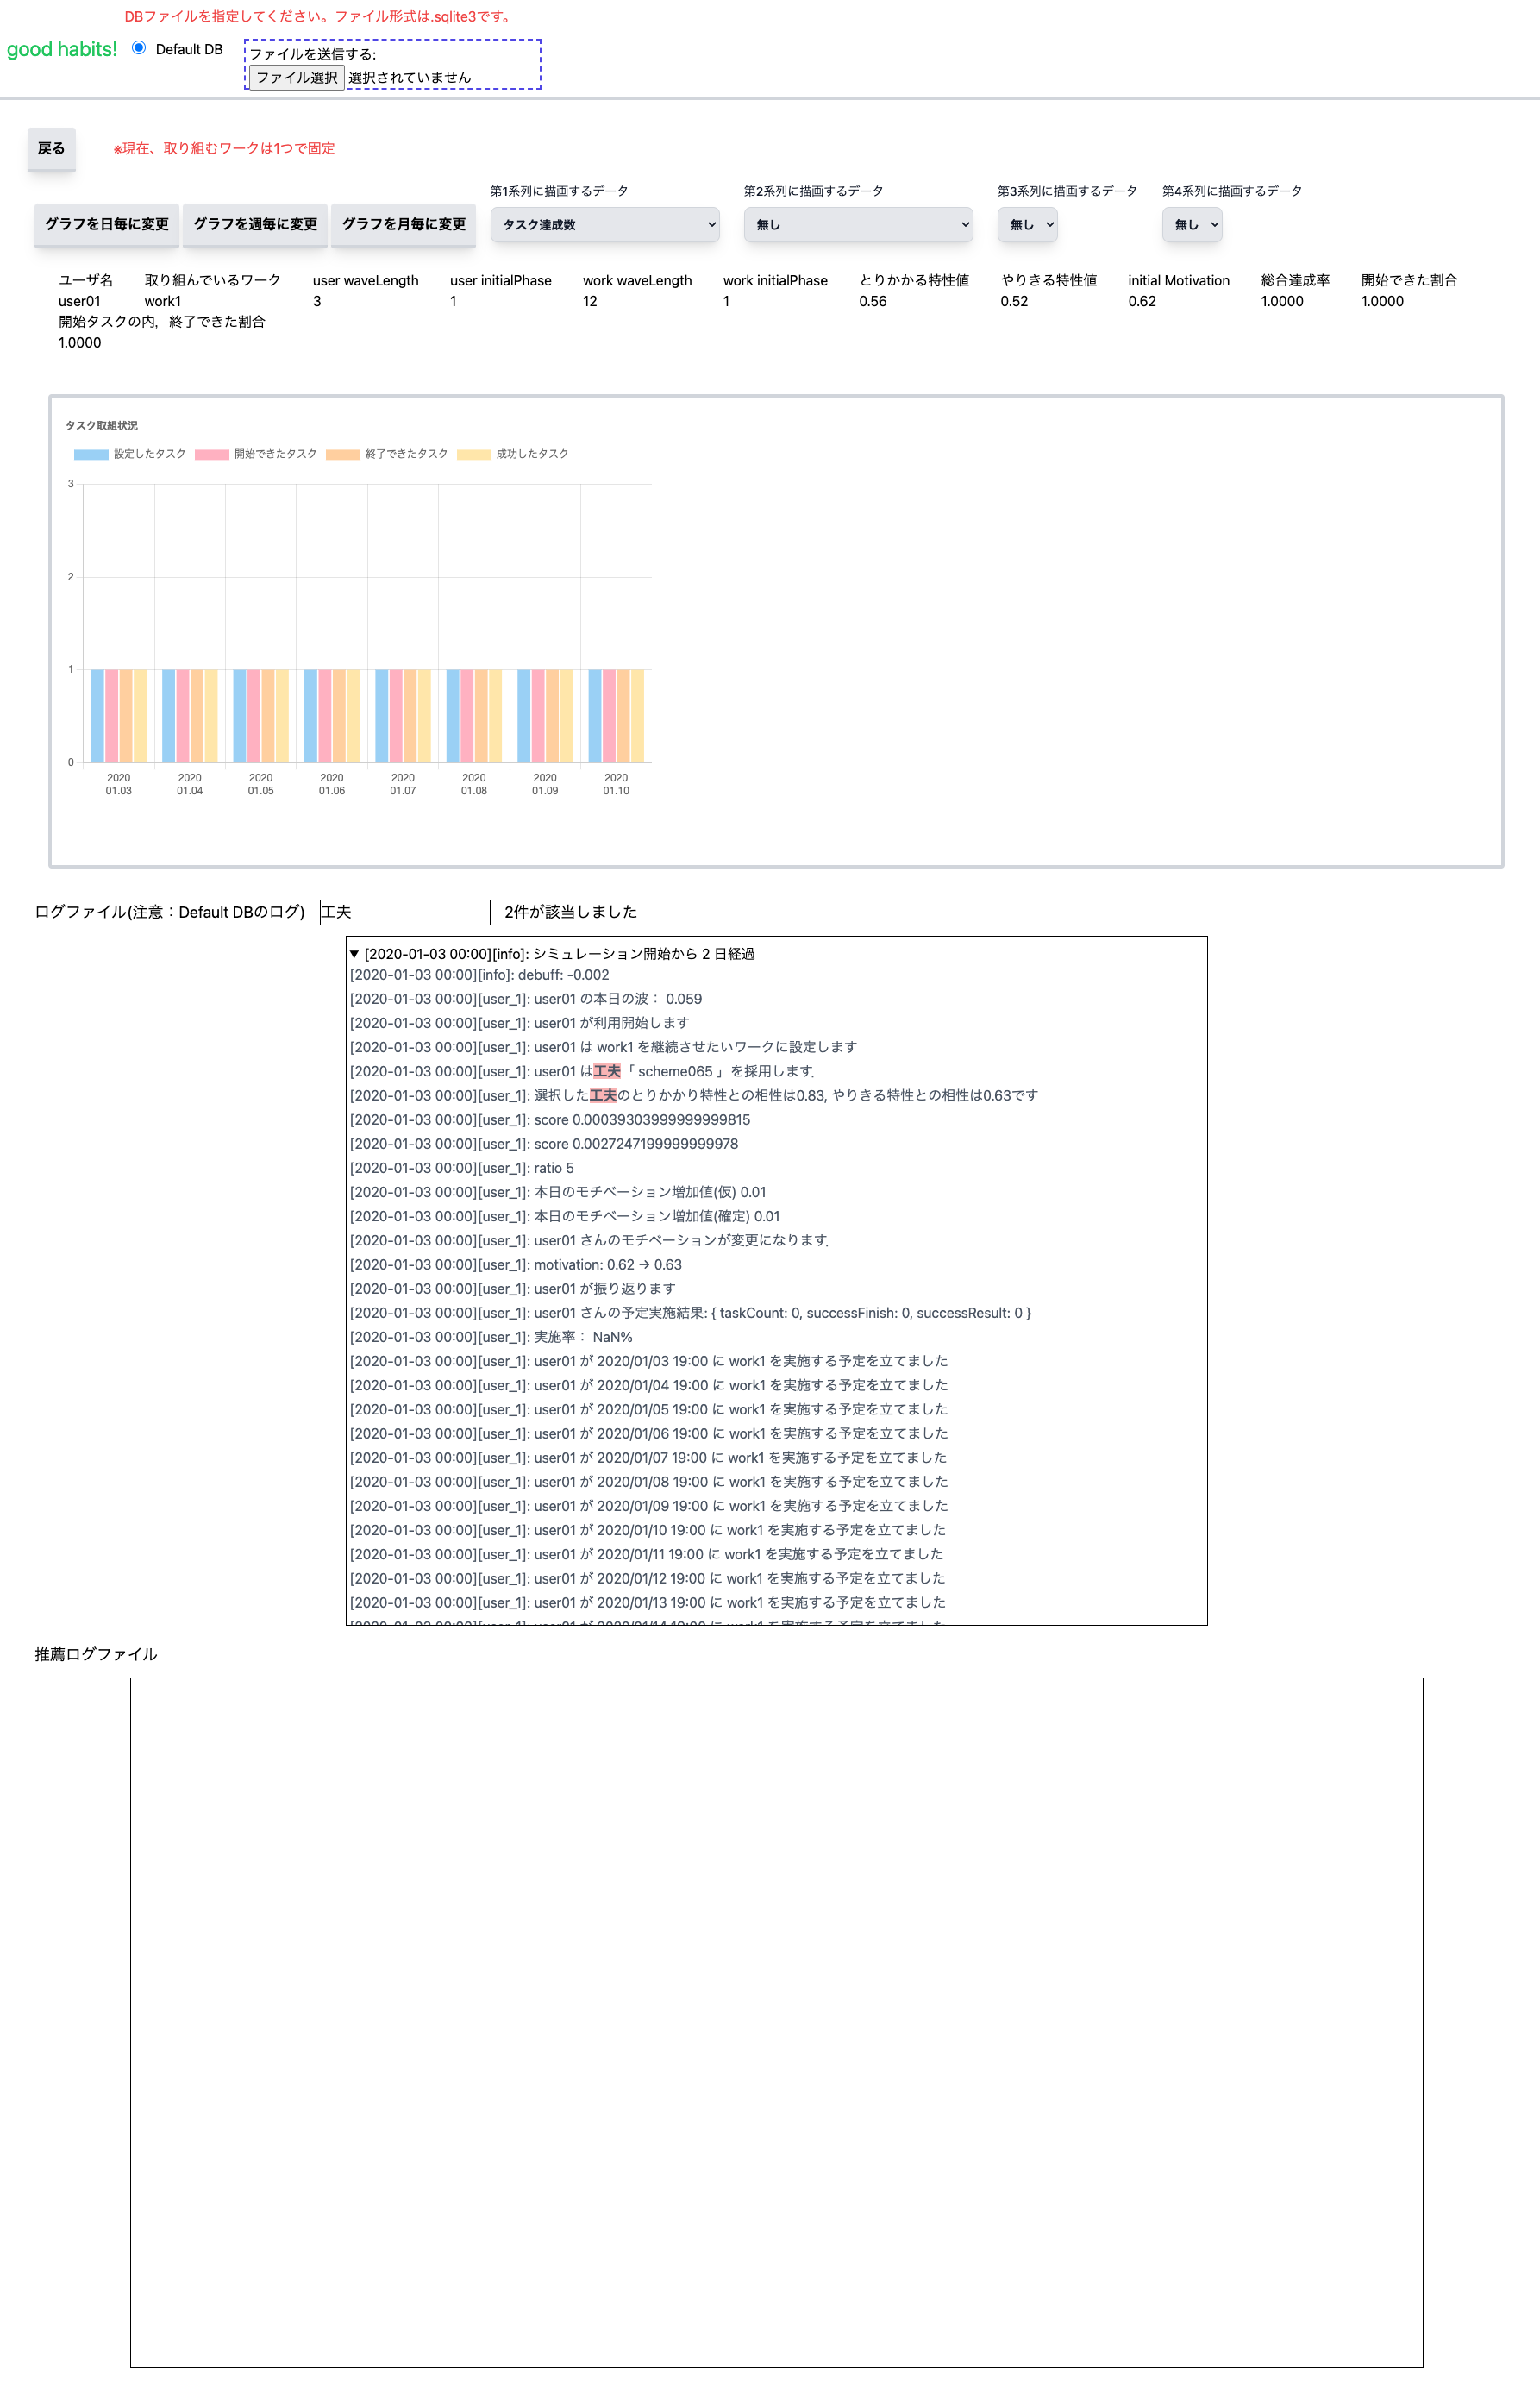 DBファイルを指定してください。ファイル形式は.sqlite3です。
good habits! Default DB
ファイルを送信する:
ファイル選択 選択されていません
戻る ※現在、取り組むワークは1つで固定
第1系列に描画するデータ 第2系列に描画するデータ 第3系列に描画するデータ 第4系列に描画するデータ
グラフを日毎に変更 グラフを週毎に変更 グラフを月毎に変更 タスク達成数 無し 無し 無し
ユーザ名 取り組んでいるワーク user waveLength user initialPhase work waveLength work initialPhase とりかかる特性値 やりきる特性値 initial Motivation 総合達成率 開始できた割合
user01 work1 3 1 12 1 0.56 0.52 0.62 1.0000 1.0000
開始タスクの内，終了できた割合
1.0000
タスク取組状況
設定したタスク 開始できたタスク 終了できたタスク 成功したタスク
3
2
1
0
2020 2020 2020 2020 2020 2020 2020 2020
01.03 01.04 01.05 01.06 01.07 01.08 01.09 01.10
ログファイル(注意：Default DBのログ) 工夫 2件が該当しました
▼ [2020-01-03 00:00][info]: シミュレーション開始から 2 日経過
[2020-01-03 00:00][info]: debuff: -0.002
[2020-01-03 00:00][user_1]: user01 の本日の波： 0.059
[2020-01-03 00:00][user_1]: user01 が利用開始します
[2020-01-03 00:00][user_1]: user01 は work1 を継続させたいワークに設定します
[2020-01-03 00:00][user_1]: user01 は工夫「 scheme065 」を採用します．
[2020-01-03 00:00][user_1]: 選択した工夫のとりかかり特性との相性は0.83, やりきる特性との相性は0.63です
[2020-01-03 00:00][user_1]: score 0.00039303999999999815
[2020-01-03 00:00][user_1]: score 0.0027247199999999978
[2020-01-03 00:00][user_1]: ratio 5
[2020-01-03 00:00][user_1]: 本日のモチベーション増加値(仮) 0.01
[2020-01-03 00:00][user_1]: 本日のモチベーション増加値(確定) 0.01
[2020-01-03 00:00][user_1]: user01 さんのモチベーションが変更になります．
[2020-01-03 00:00][user_1]: motivation: 0.62 → 0.63
[2020-01-03 00:00][user_1]: user01 が振り返ります
[2020-01-03 00:00][user_1]: user01 さんの予定実施結果: { taskCount: 0, successFinish: 0, successResult: 0 }
[2020-01-03 00:00][user_1]: 実施率： NaN%
[2020-01-03 00:00][user_1]: user01 が 2020/01/03 19:00 に work1 を実施する予定を立てました
[2020-01-03 00:00][user_1]: user01 が 2020/01/04 19:00 に work1 を実施する予定を立てました
[2020-01-03 00:00][user_1]: user01 が 2020/01/05 19:00 に work1 を実施する予定を立てました
[2020-01-03 00:00][user_1]: user01 が 2020/01/06 19:00 に work1 を実施する予定を立てました
[2020-01-03 00:00][user_1]: user01 が 2020/01/07 19:00 に work1 を実施する予定を立てました
[2020-01-03 00:00][user_1]: user01 が 2020/01/08 19:00 に work1 を実施する予定を立てました
[2020-01-03 00:00][user_1]: user01 が 2020/01/09 19:00 に work1 を実施する予定を立てました
[2020-01-03 00:00][user_1]: user01 が 2020/01/10 19:00 に work1 を実施する予定を立てました
[2020-01-03 00:00][user_1]: user01 が 2020/01/11 19:00 に work1 を実施する予定を立てました
[2020-01-03 00:00][user_1]: user01 が 2020/01/12 19:00 に work1 を実施する予定を立てました
[2020-01-03 00:00][user_1]: user01 が 2020/01/13 19:00 に work1 を実施する予定を立てました
推薦ログファイル